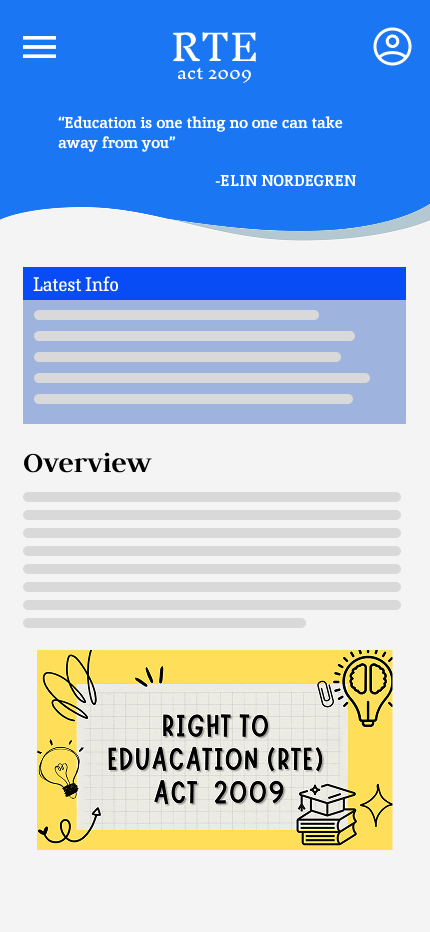 RTE
act 2009
“Education is one thing no one can take
away from you”
-ELIN NORDEGREN
Latest Info
Overview
RIGHT TO
EDUACATION (RTE)
ACT 2009